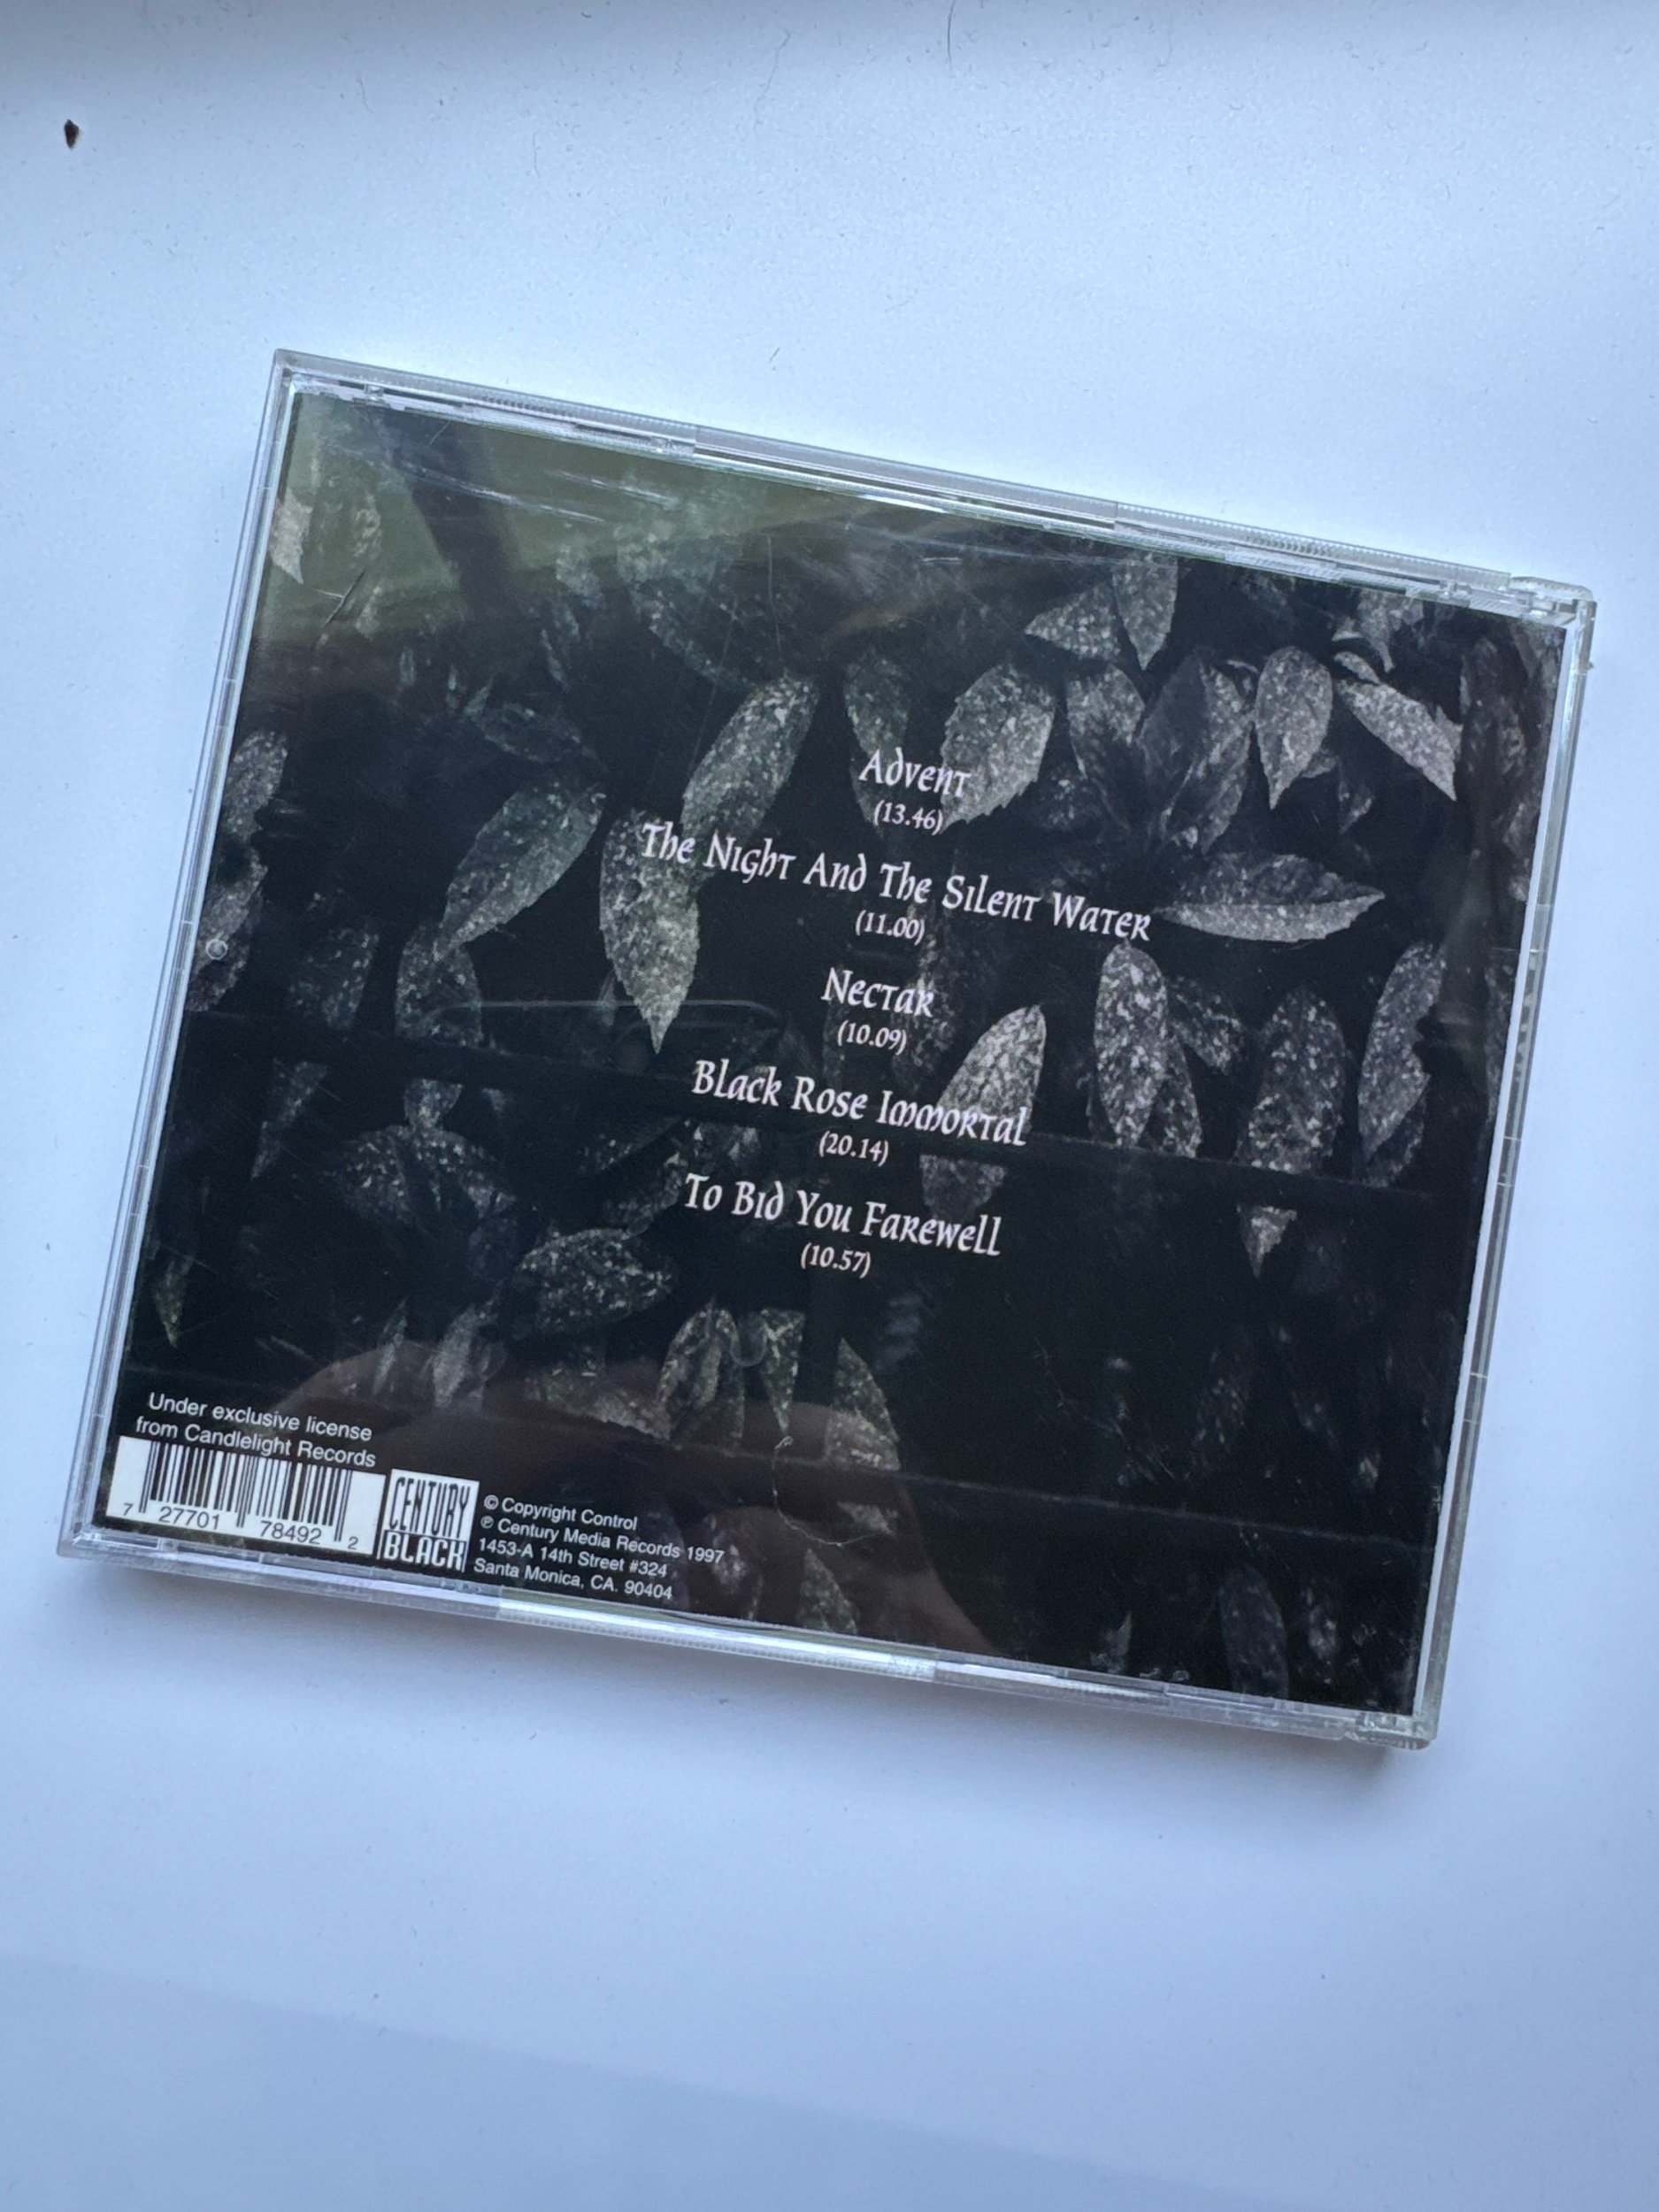 Advent
(13.46)
The Night And The Silent Water
(11.00)
Nectar
(10.09)
Black Rose Immortal
(20.14)
To Bid You Farewell
(10.57)
Under exclusive license
from Candlelight Records
7 27701 78492 2
CENTURY
BLACK
© Copyright Control
℗ Century Media Records 1997
1453-A 14th Street #324
Santa Monica, CA. 90404